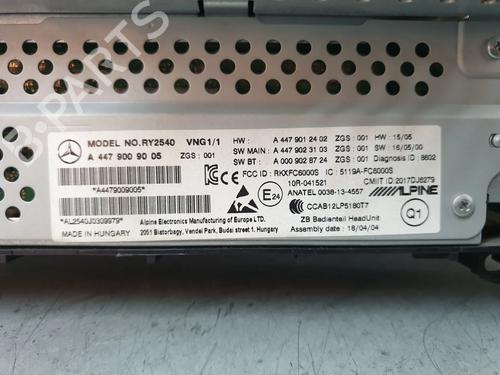 B-PARTS
MODEL NO.RY2540 VNG1/1
A 447 900 90 05 ZGS : 001
HW : A 447 901 24 02 ZGS : 001 HW : 15/05
SW MAIN : A 447 902 31 03 ZGS : 001 SW : 16/05/00
SW BT : A 000 902 87 24 ZGS : 001 Diagnosis ID : 8602
FCC ID : RKXFC6000S IC : 5119A-FC6000S
*A4479009005*
10R-041521 CMIIT ID:2017DJ6279
ANATEL 0038-13-4557 ALPINE
E24
*AL2540J0309979*
CCAB12LP5180T7
Alpine Electronics Manufacturing of Europe LTD.
ZB Bedienteil HeadUnit
Q1
MADE IN HUNGARY
2051 Biatorbagy, Vendel Park, Budai street 1. Hungary
Assembly date : 18/04/04